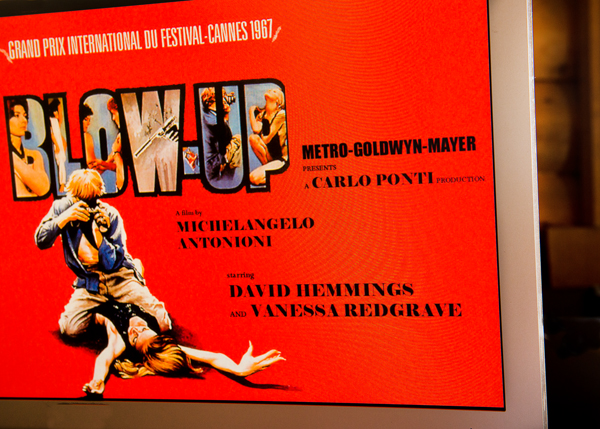 GRAND PRIX INTERNATIONAL DU FESTIVAL-CANNES 1967
BLOW-UP
METRO-GOLDWYN-MAYER
PRESENTS
A CARLO PONTI PRODUCTION
A film by
MICHELANGELO
ANTONIONI
starring
DAVID HEMMINGS
AND VANESSA REDGRAVE